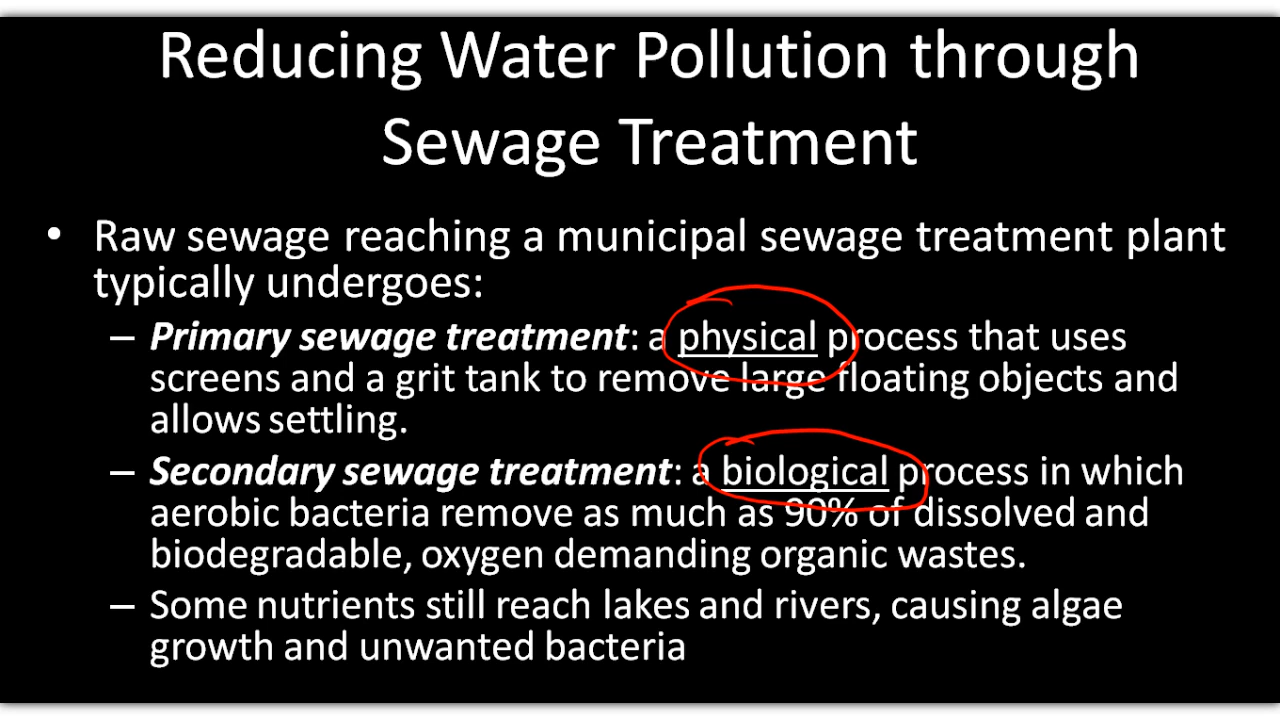 Reducing Water Pollution through
Sewage Treatment
• Raw sewage reaching a municipal sewage treatment plant
typically undergoes:
– Primary sewage treatment: a physical process that uses
screens and a grit tank to remove large floating objects and
allows settling.
– Secondary sewage treatment: a biological process in which
aerobic bacteria remove as much as 90% of dissolved and
biodegradable, oxygen demanding organic wastes.
– Some nutrients still reach lakes and rivers, causing algae
growth and unwanted bacteria